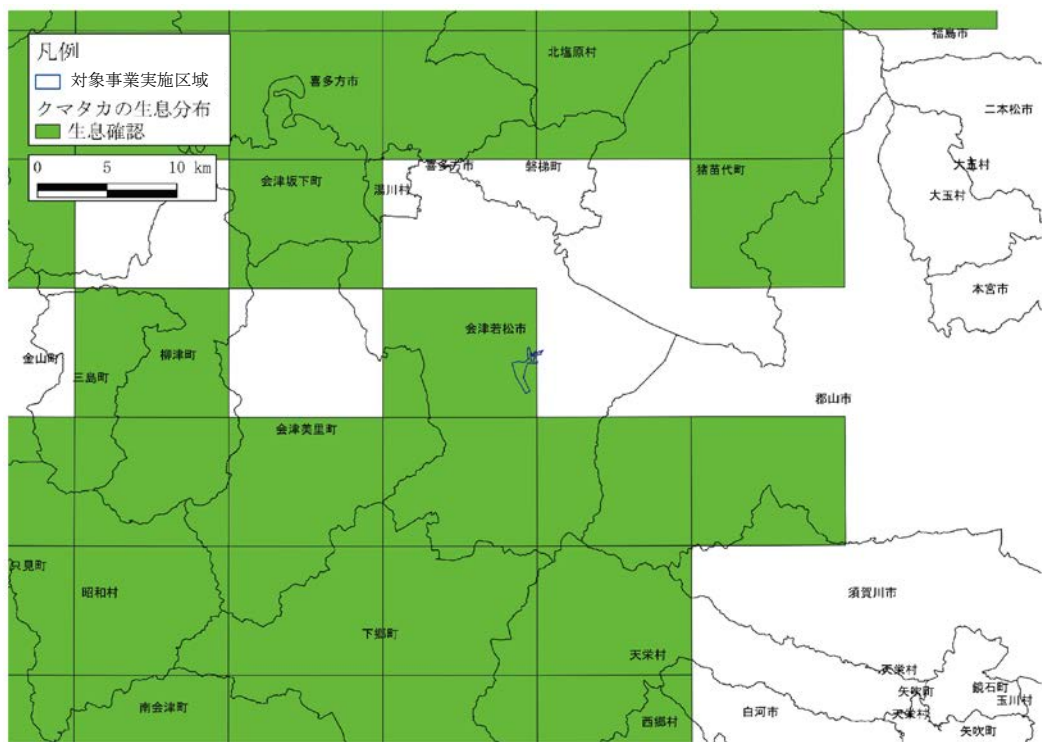 凡例
対象事業実施区域
クマタカの生息分布
生息確認
0 5 10 km
福島市
北塩原村
喜多方市
二本松市
喜多方市
磐梯町
猪苗代町
大玉村
会津坂下町
湯川村
大玉村
本宮市
会津若松市
金山町
柳津町
三島町
郡山市
会津美里町
只見町
昭和村
須賀川市
下郷町
天栄村
天栄村
鏡石町
矢吹町
玉川村
南会津町
白河市
天栄村
西郷村
矢吹町